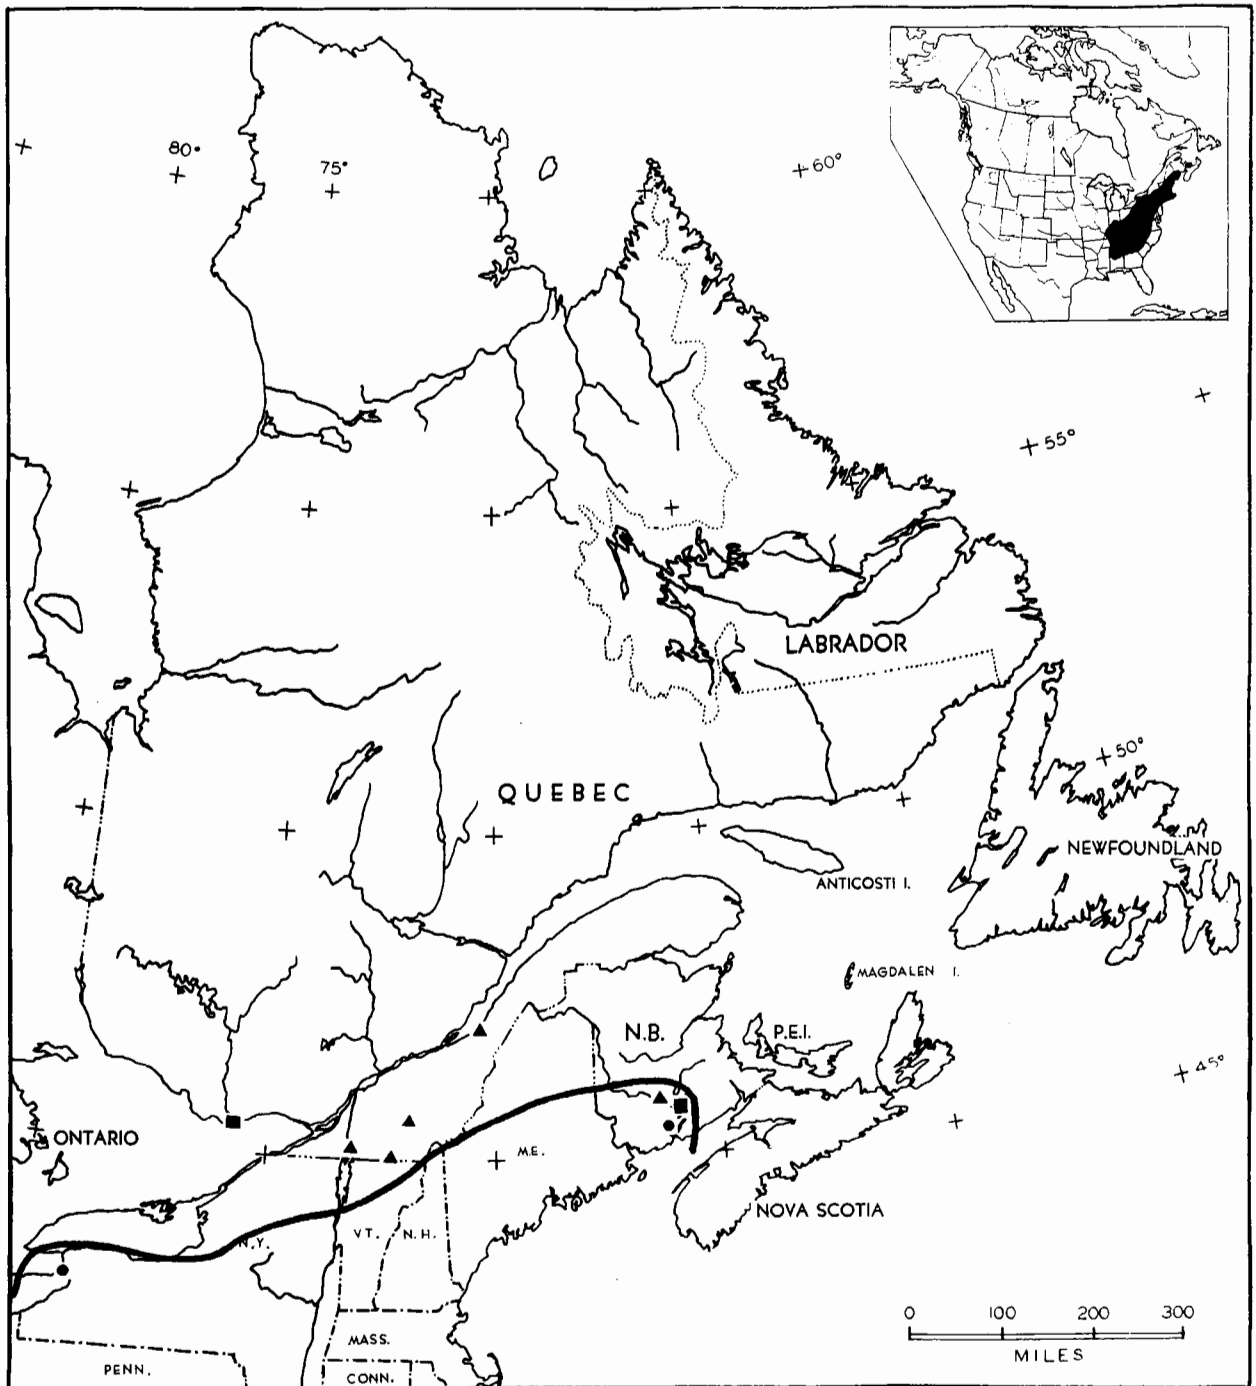 80°
75°
60°
55°
LABRADOR
50°
QUEBEC
NEWFOUNDLAND
ANTICOSTI I.
MAGDALEN I.
N.B.
P.E.I.
45°
ONTARIO
M.E.
NOVA SCOTIA
N.Y.
VT.
N.H.
0 100 200 300
MILES
MASS.
PENN.
CONN.